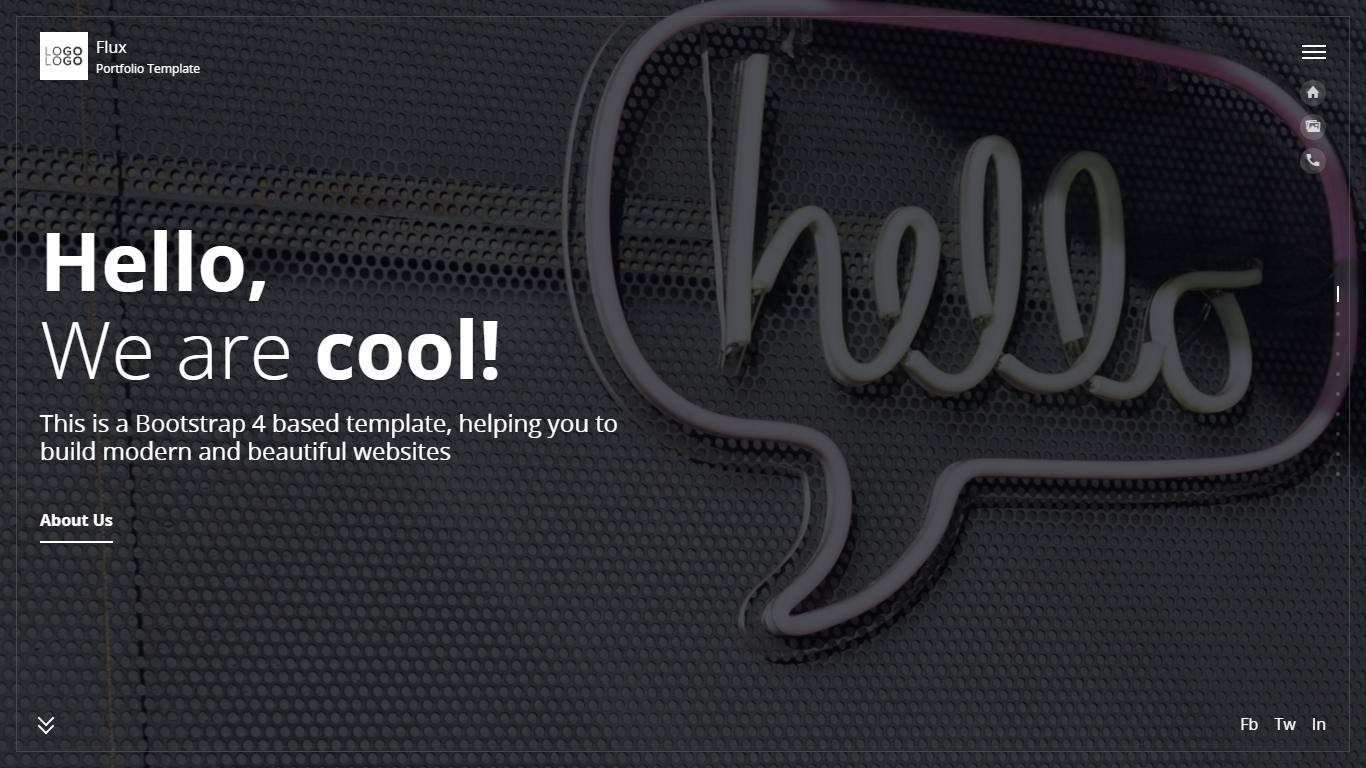 LOGO
LOGO
Flux
Portfolio Template
hello
Hello,
We are cool!
This is a Bootstrap 4 based template, helping you to
build modern and beautiful websites
About Us
Fb Tw In